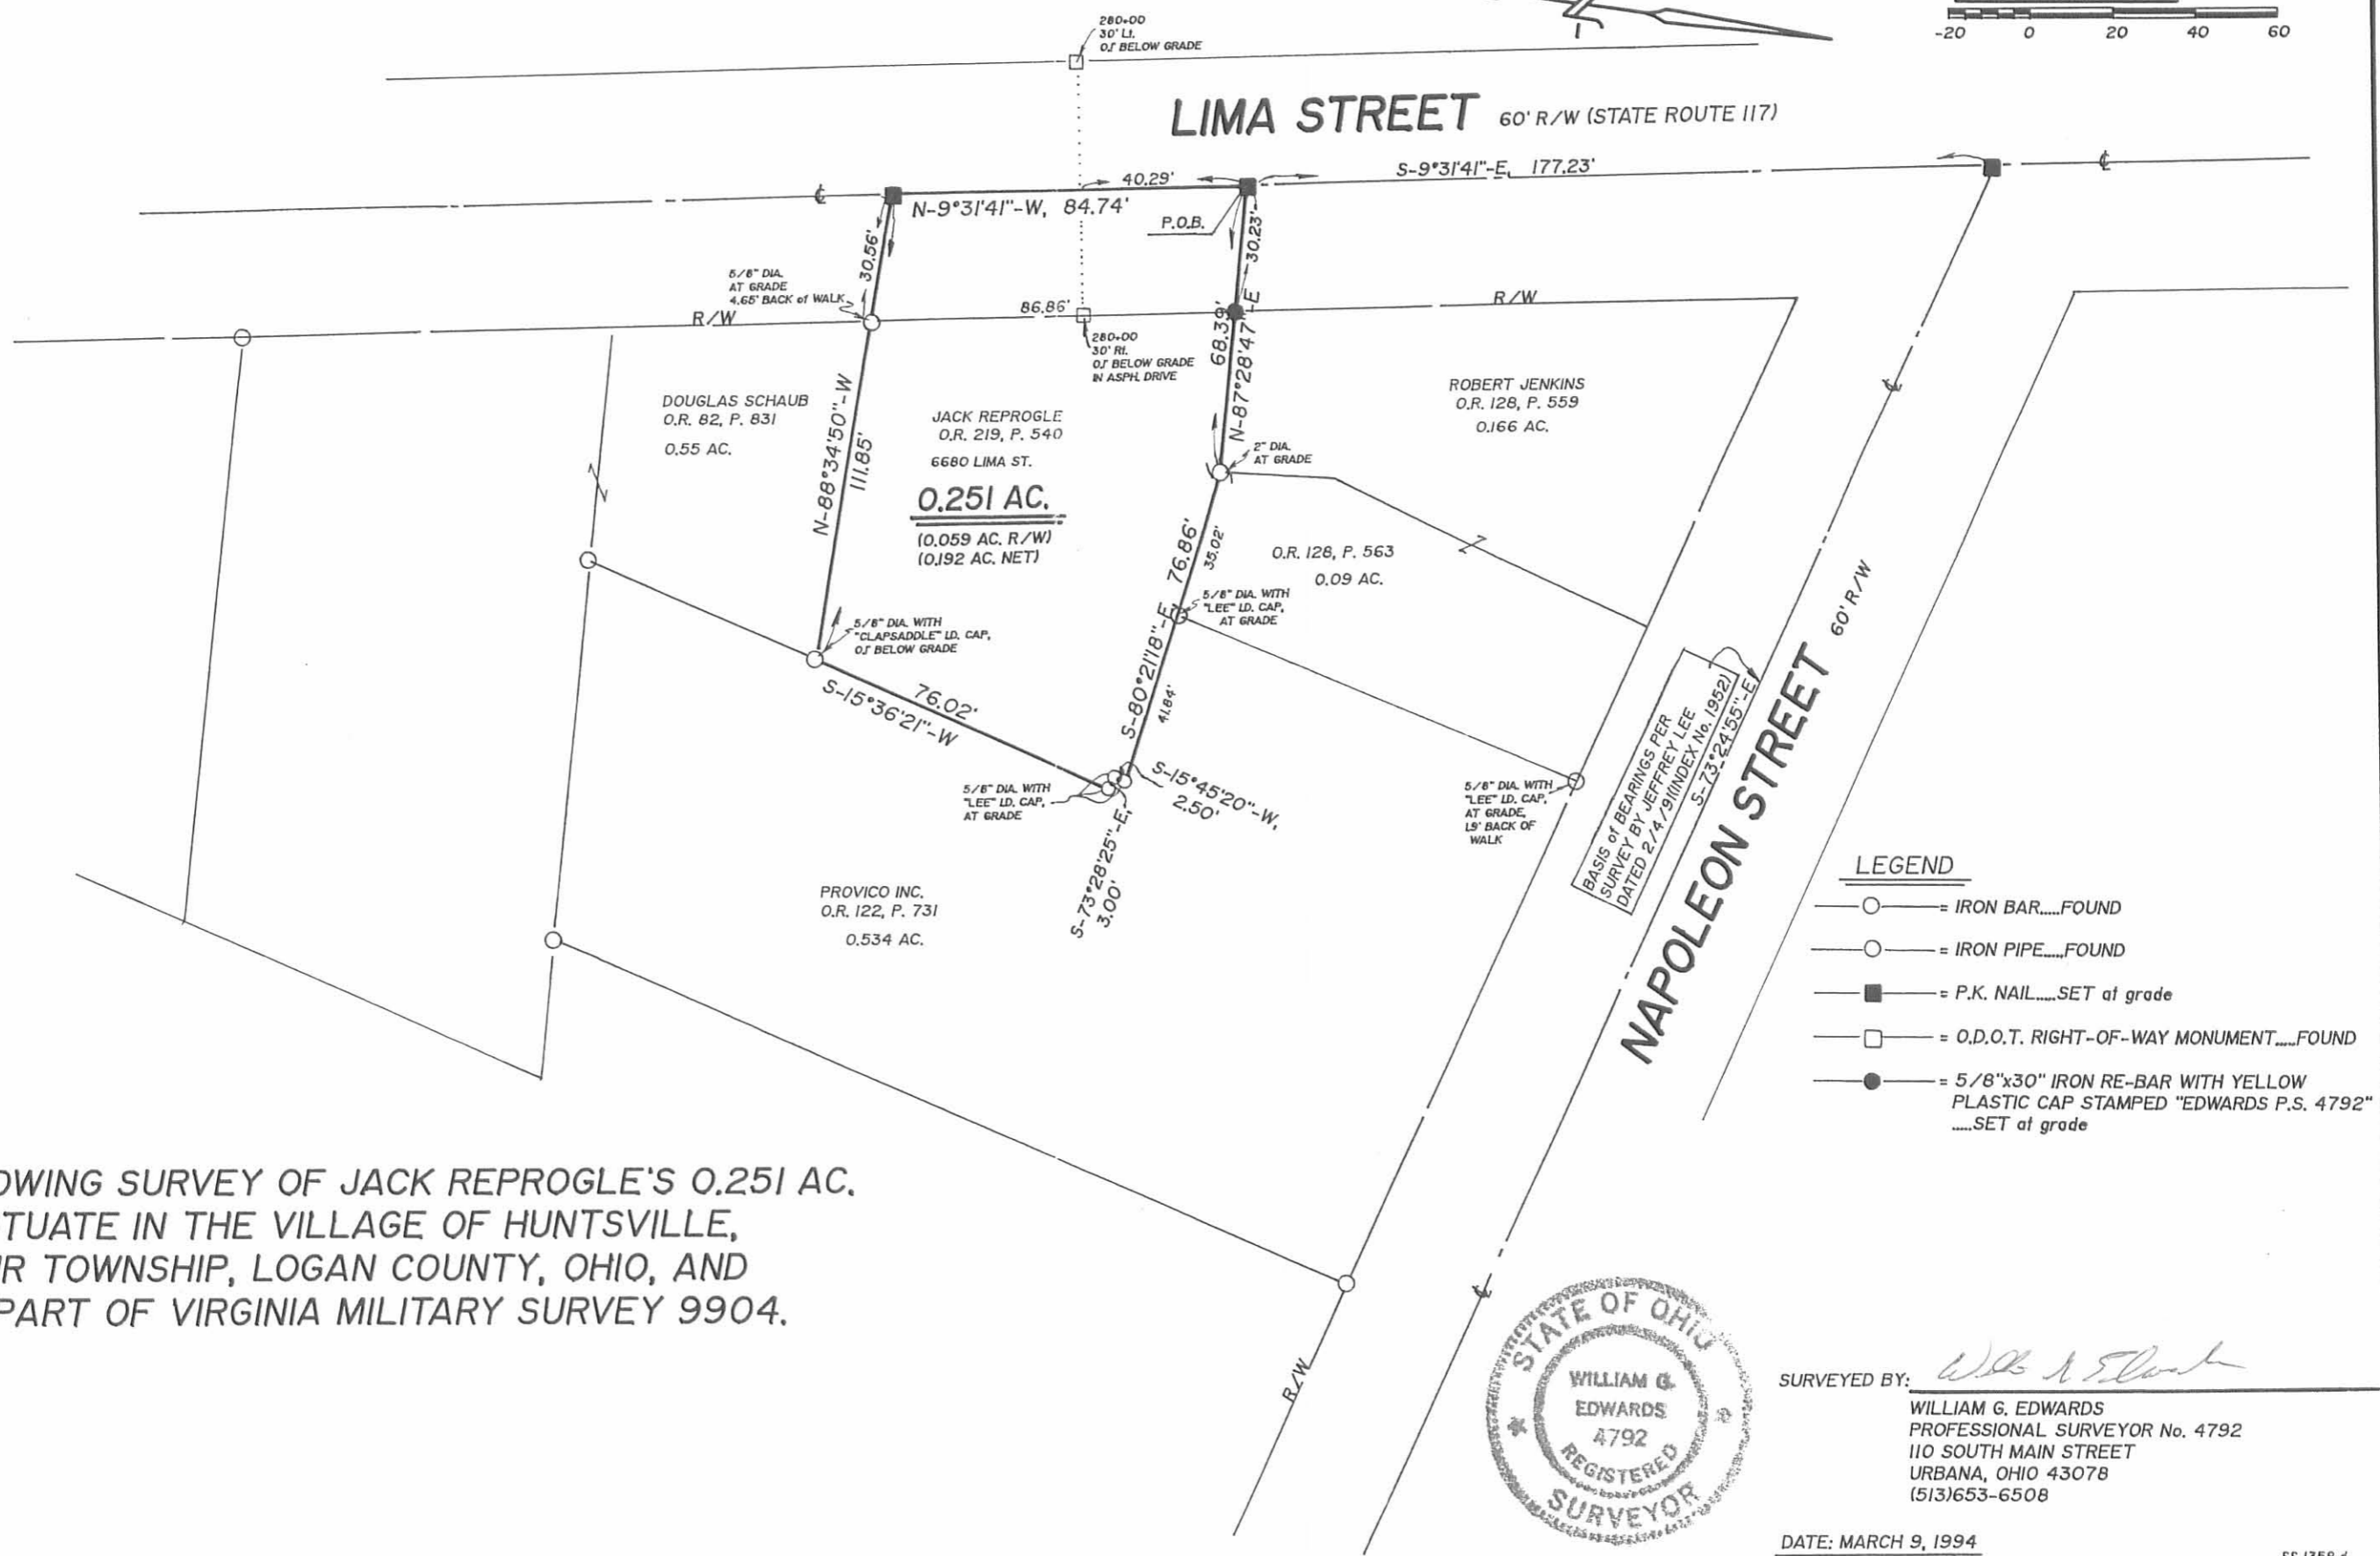 280+00
30' Lt.
0.1' BELOW GRADE
-20 0 20 40 60
LIMA STREET 60' R/W (STATE ROUTE 117)
S-9°31'41"-E, 177.23'
40.29'
N-9°31'41"-W, 84.74'
P.O.B.
30.56'
30.23'
5/8" DIA.
AT GRADE
4.65' BACK of WALK
R/W
86.86'
R/W
280+00
30' Rt.
0.1' BELOW GRADE
IN ASPH. DRIVE
68.39'
N-87°28'47"-E
DOUGLAS SCHAUB
O.R. 82, P. 831
0.55 AC.
N-88°34'50"-W
111.85'
JACK REPROGLE
O.R. 219, P. 540
6680 LIMA ST.
0.251 AC.
(0.059 AC. R/W)
(0.192 AC. NET)
ROBERT JENKINS
O.R. 128, P. 559
0.166 AC.
2" DIA.
AT GRADE
S-80°21'18"-E 76.86'
35.02'
41.84'
O.R. 128, P. 563
0.09 AC.
5/8" DIA. WITH
"LEE" I.D. CAP,
AT GRADE
5/8" DIA. WITH
"CLAPSADDLE" I.D. CAP,
0.1' BELOW GRADE
76.02'
S-15°36'21"-W
5/8" DIA. WITH
"LEE" I.D. CAP,
AT GRADE
S-15°45'20"-W,
2.50'
S-73°28'25"-E,
3.00'
5/8" DIA. WITH
"LEE" I.D. CAP,
AT GRADE,
1.9' BACK OF
WALK
BASIS of BEARINGS PER
SURVEY BY JEFFREY LEE
DATED 2/4/91(INDEX No. 1952)
S-73°24'55"-E
NAPOLEON STREET 60' R/W
PROVICO INC.
O.R. 122, P. 731
0.534 AC.
LEGEND
= IRON BAR.....FOUND
= IRON PIPE.....FOUND
= P.K. NAIL.....SET at grade
= O.D.O.T. RIGHT-OF-WAY MONUMENT.....FOUND
= 5/8"x30" IRON RE-BAR WITH YELLOW
PLASTIC CAP STAMPED "EDWARDS P.S. 4792"
.....SET at grade
OWING SURVEY OF JACK REPROGLE'S 0.251 AC.
TUATE IN THE VILLAGE OF HUNTSVILLE,
R TOWNSHIP, LOGAN COUNTY, OHIO, AND
PART OF VIRGINIA MILITARY SURVEY 9904.
R/W
STATE OF OHIO
WILLIAM G.
EDWARDS
4792
REGISTERED
SURVEYOR
SURVEYED BY:
WILLIAM G. EDWARDS
PROFESSIONAL SURVEYOR No. 4792
110 SOUTH MAIN STREET
URBANA, OHIO 43078
(513)653-6508
DATE: MARCH 9, 1994